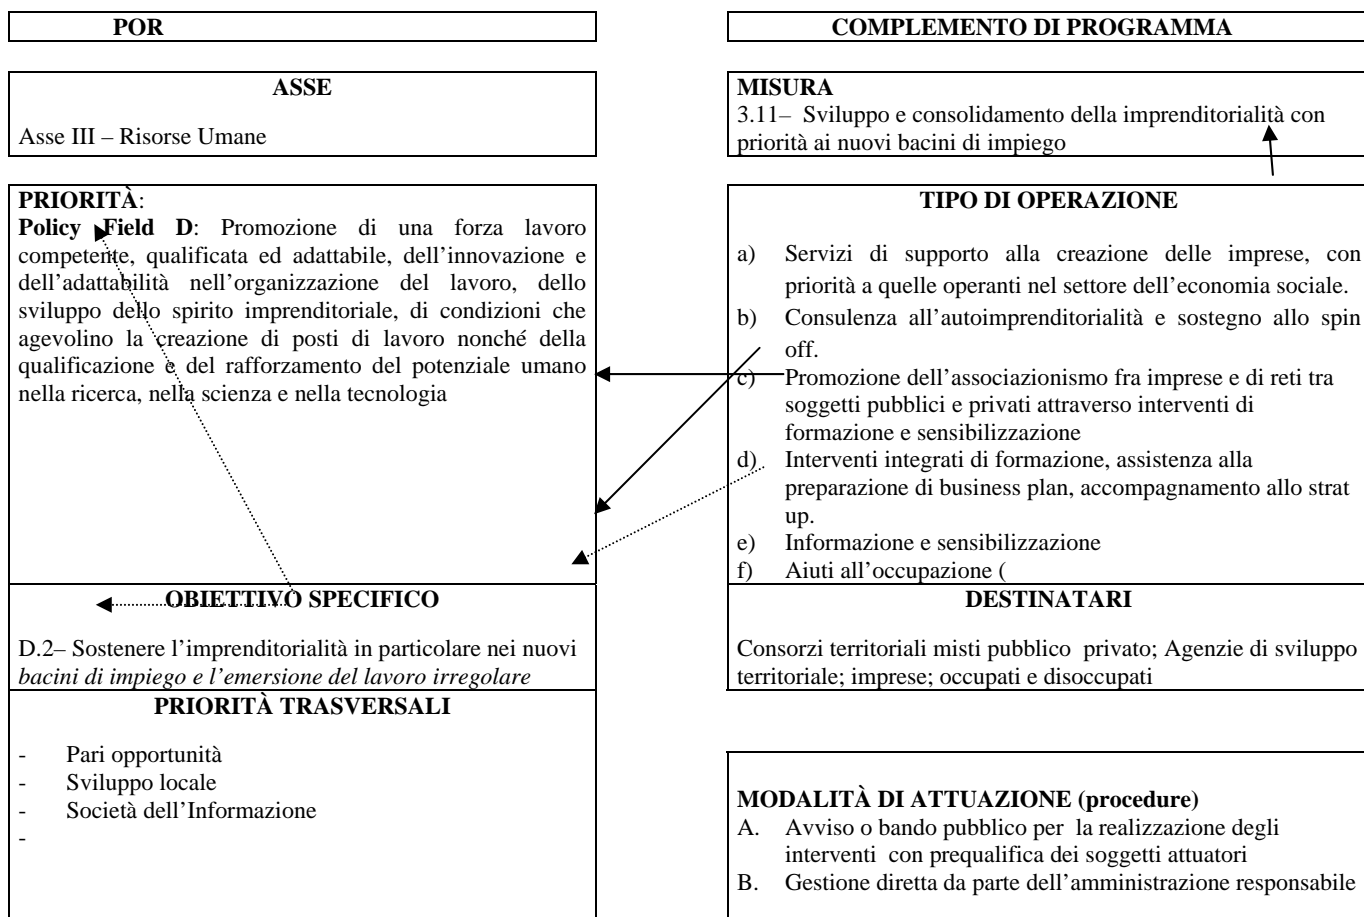 POR
ASSE
Asse III – Risorse Umane
PRIORITÀ:
Policy Field D: Promozione di una forza lavoro
competente, qualificata ed adattabile, dell’innovazione e
dell’adattabilità nell’organizzazione del lavoro, dello
sviluppo dello spirito imprenditoriale, di condizioni che
agevolino la creazione di posti di lavoro nonché della
qualificazione e del rafforzamento del potenziale umano
nella ricerca, nella scienza e nella tecnologia
OBIETTIVO SPECIFICO
D.2– Sostenere l’imprenditorialità in particolare nei nuovi
bacini di impiego e l’emersione del lavoro irregolare
PRIORITÀ TRASVERSALI
- Pari opportunità
- Sviluppo locale
- Società dell’Informazione
-
COMPLEMENTO DI PROGRAMMA
MISURA
3.11– Sviluppo e consolidamento della imprenditorialità con
priorità ai nuovi bacini di impiego
TIPO DI OPERAZIONE
a) Servizi di supporto alla creazione delle imprese, con
priorità a quelle operanti nel settore dell’economia sociale.
b) Consulenza all’autoimprenditorialità e sostegno allo spin
off.
c) Promozione dell’associazionismo fra imprese e di reti tra
soggetti pubblici e privati attraverso interventi di
formazione e sensibilizzazione
d) Interventi integrati di formazione, assistenza alla
preparazione di business plan, accompagnamento allo strat
up.
e) Informazione e sensibilizzazione
f) Aiuti all’occupazione (
DESTINATARI
Consorzi territoriali misti pubblico privato; Agenzie di sviluppo
territoriale; imprese; occupati e disoccupati
MODALITÀ DI ATTUAZIONE (procedure)
A. Avviso o bando pubblico per la realizzazione degli
interventi con prequalifica dei soggetti attuatori
B. Gestione diretta da parte dell’amministrazione responsabile